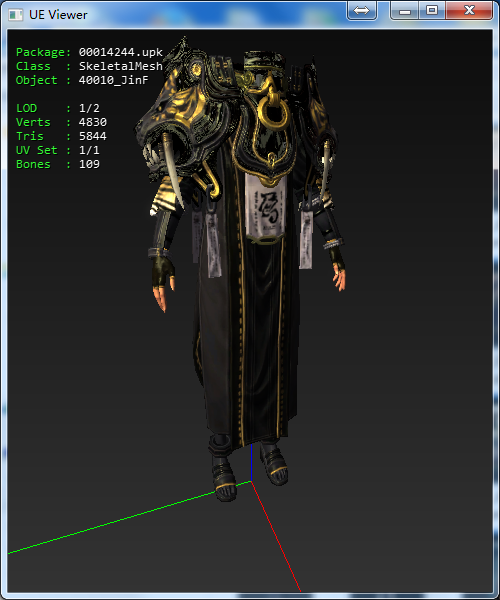 UE Viewer
Package: 00014244.upk
Class : SkeletalMesh
Object : 40010_JinF
LOD : 1/2
Verts : 4830
Tris : 5844
UV Set : 1/1
Bones : 109